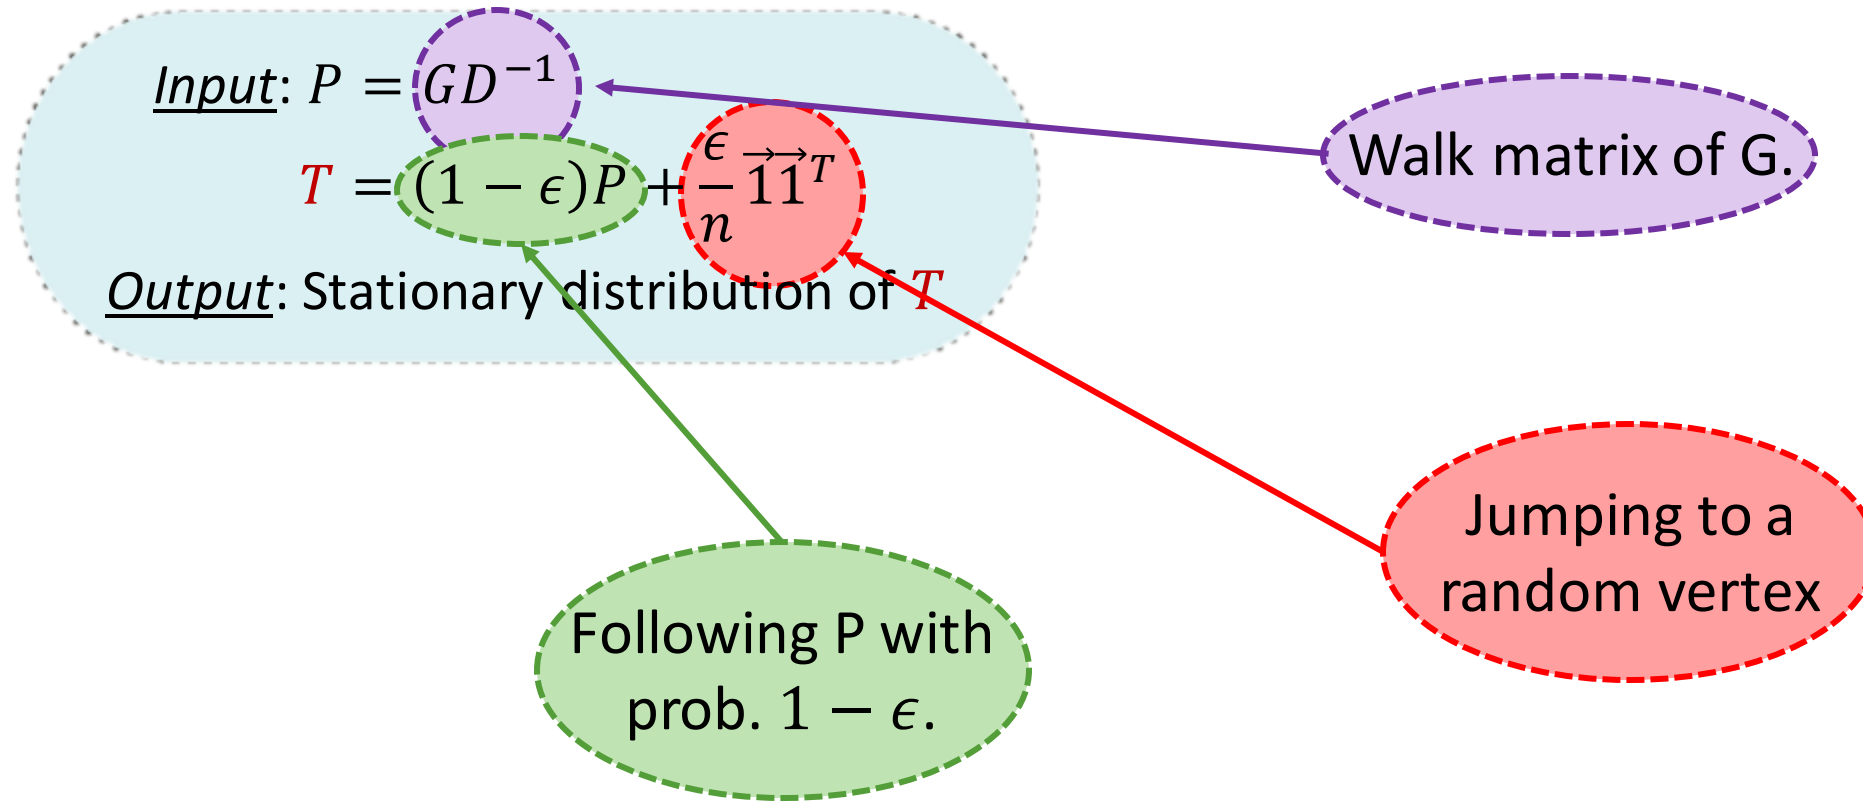 Input: P = GD⁻¹
T = (1 − ϵ)P + ϵ/n 1⃗1⃗ᵀ
Output: Stationary distribution of T
Walk matrix of G.
Jumping to a
random vertex
Following P with
prob. 1 − ϵ.